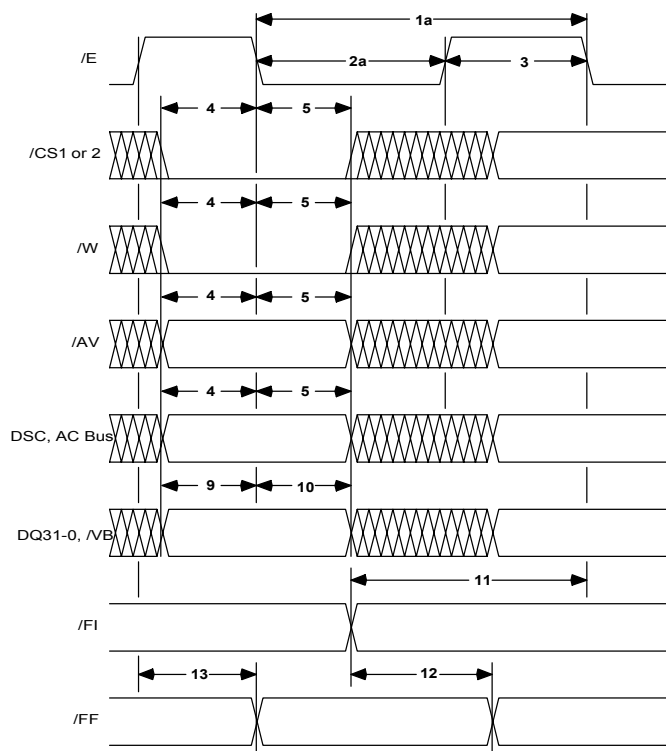 1a
/E
2a
3
4
5
/CS1 or 2
4
5
/W
4
5
/AV
4
5
DSC, AC Bus
9
10
DQ31-0, /VB
11
/FI
13
12
/FF